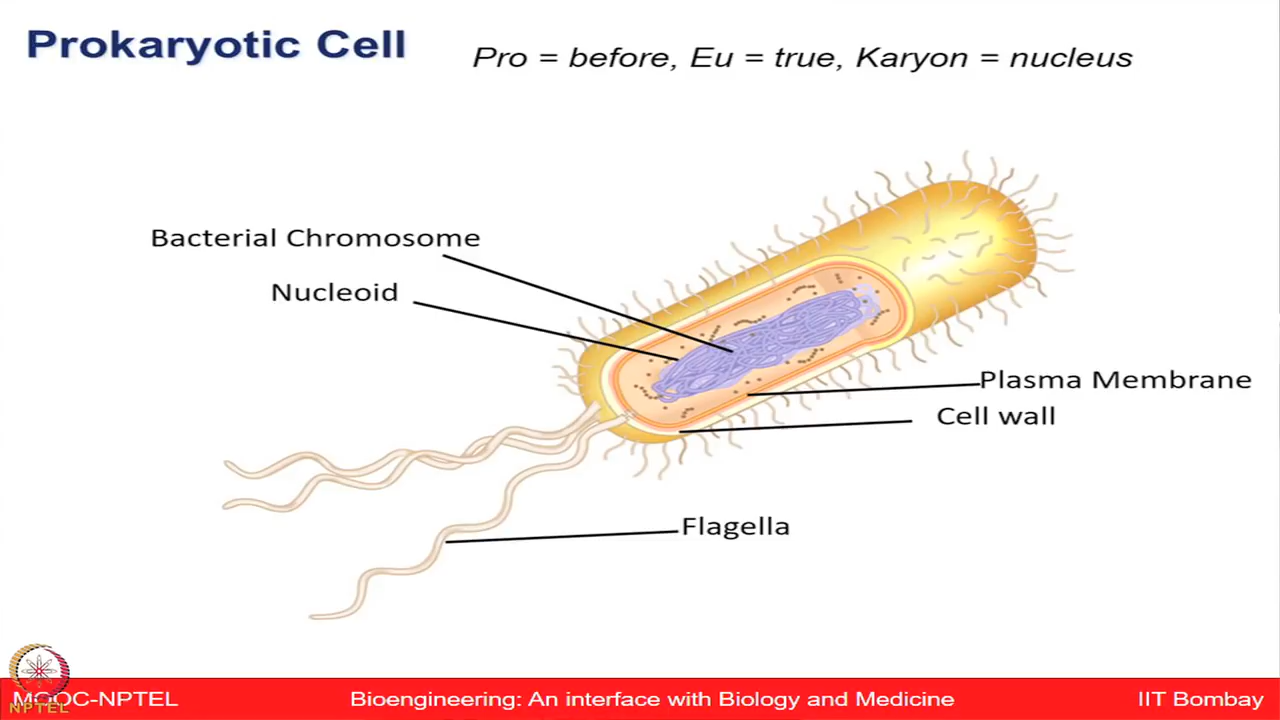 Prokaryotic Cell
Pro = before, Eu = true, Karyon = nucleus
Bacterial Chromosome
Nucleoid
Plasma Membrane
Cell wall
Flagella
MOOC-NPTEL
NPTEL
Bioengineering: An interface with Biology and Medicine
IIT Bombay